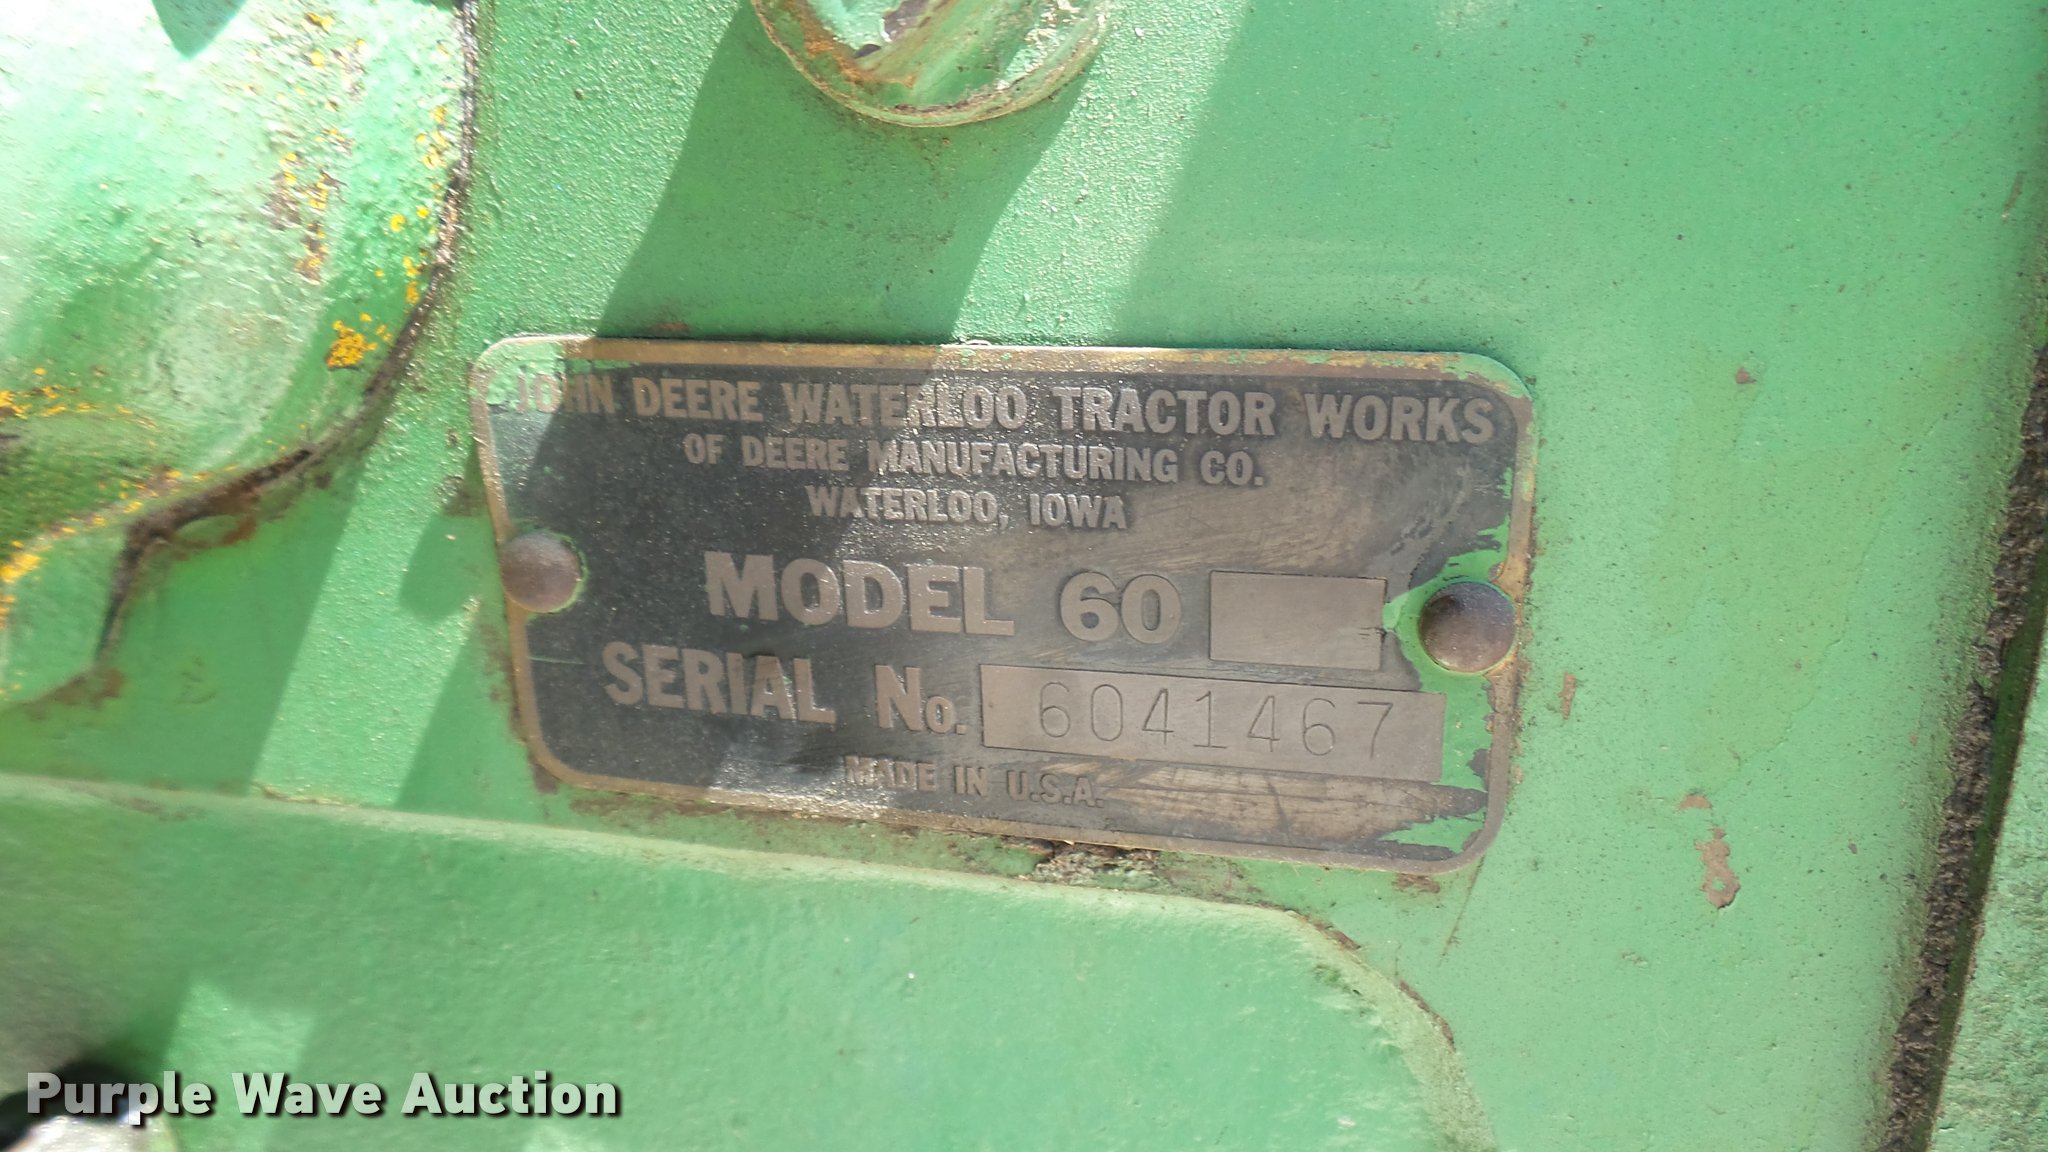 JOHN DEERE WATERLOO TRACTOR WORKS
OF DEERE MANUFACTURING CO.
WATERLOO, IOWA
MODEL 60
SERIAL No. 6041467
MADE IN U.S.A.
Purple Wave Auction